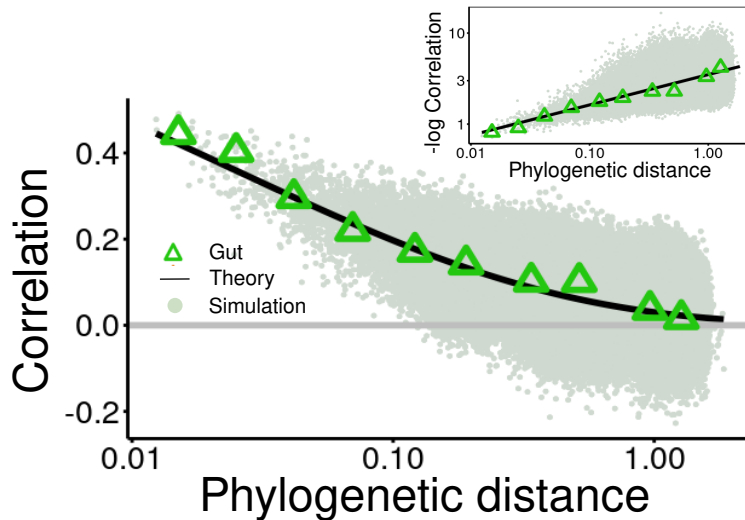 10
3
1
-log Correlation
0.01 0.10 1.00
Phylogenetic distance
0.4
0.2
0.0
-0.2
Correlation
Gut
Theory
Simulation
0.01 0.10 1.00
Phylogenetic distance